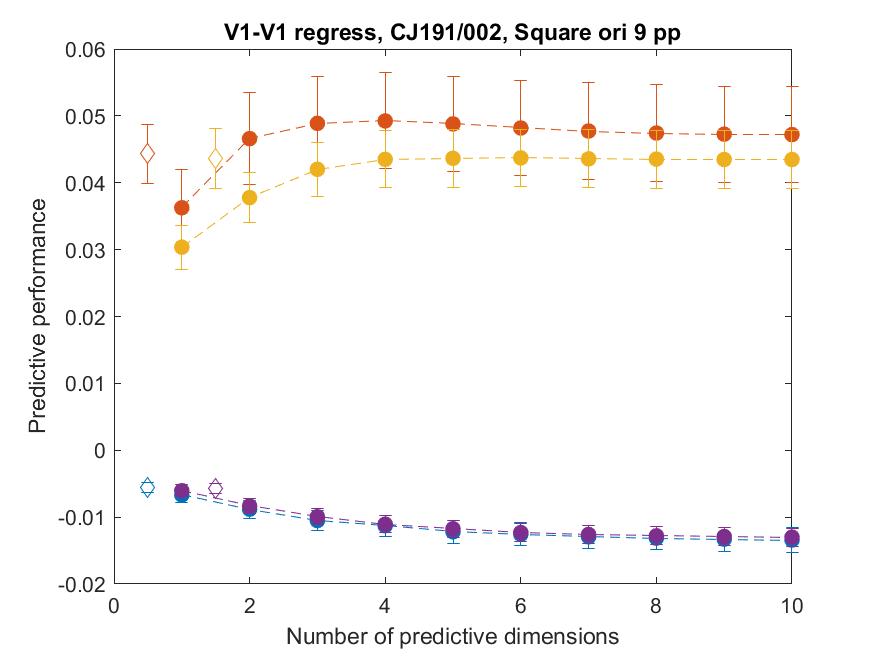 V1-V1 regress, CJ191/002, Square ori 9 pp
0.06
0.05
0.04
0.03
0.02
0.01
0
-0.01
-0.02
Predictive performance
0 2 4 6 8 10
Number of predictive dimensions